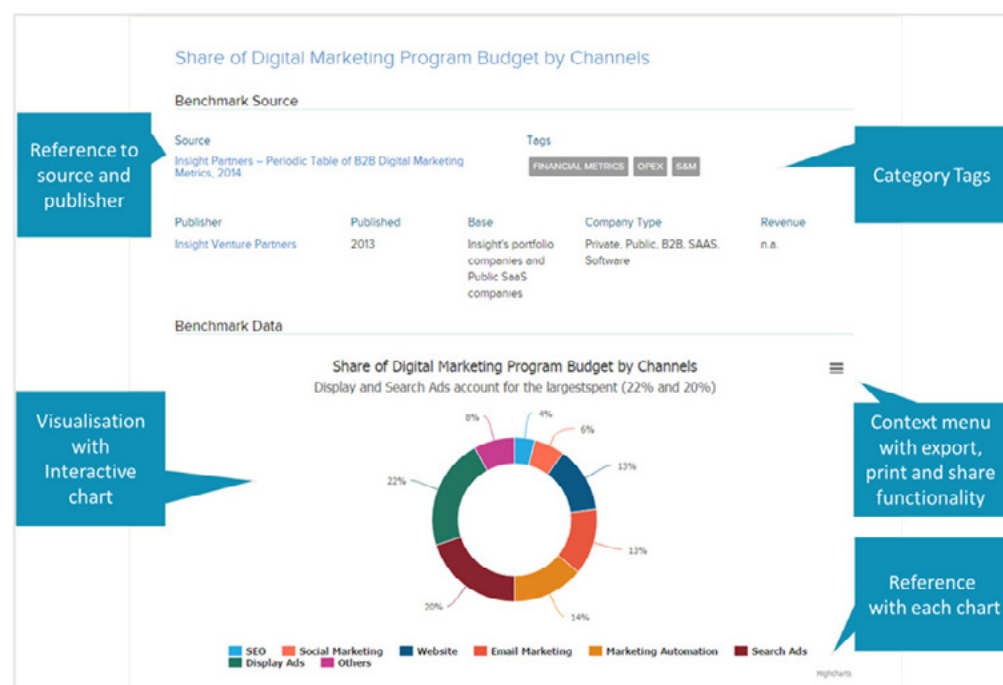 Share of Digital Marketing Program Budget by Channels
Benchmark Source
Reference to
source and
publisher
Source
Insight Partners – Periodic Table of B2B Digital Marketing
Metrics, 2014
Tags
FINANCIAL METRICS OPEX S&M
Category Tags
Publisher
Insight Venture Partners
Published
2013
Base
Insight's portfolio
companies and
Public SaaS
companies
Company Type
Private, Public, B2B, SAAS,
Software
Revenue
n.a.
Benchmark Data
Share of Digital Marketing Program Budget by Channels
Display and Search Ads account for the largestspent (22% and 20%)
Visualisation
with
Interactive
chart
Context menu
with export,
print and share
functionality
8%
4%
6%
13%
22%
13%
20%
14%
Reference
with each chart
SEO Social Marketing Website Email Marketing Marketing Automation Search Ads
Display Ads Others
Highcharts